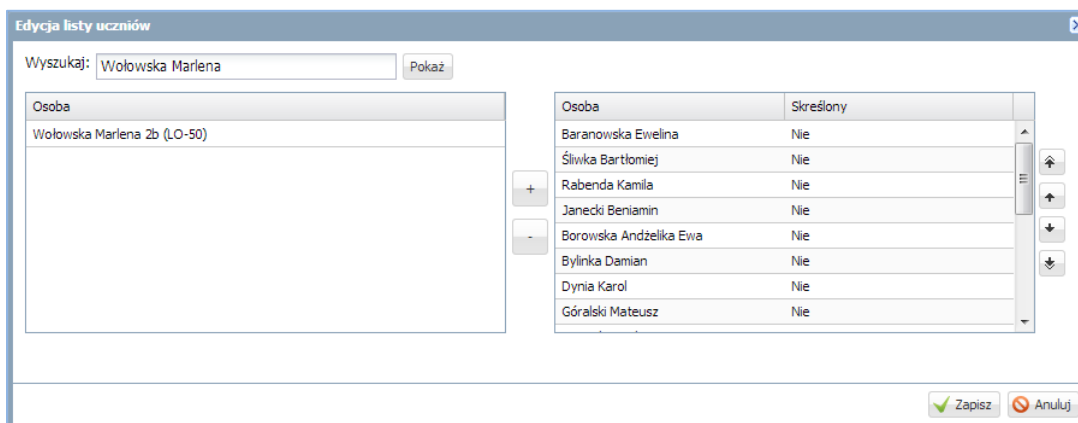 Edycja listy uczniów
Wyszukaj: Wołowska Marlena Pokaż
Osoba
Wołowska Marlena 2b (LO-50)
+
-
Osoba Skreślony
Baranowska Ewelina Nie
Śliwka Bartłomiej Nie
Rabenda Kamila Nie
Janecki Beniamin Nie
Borowska Andżelika Ewa Nie
Bylinka Damian Nie
Dynia Karol Nie
Góralski Mateusz Nie
Zapisz Anuluj